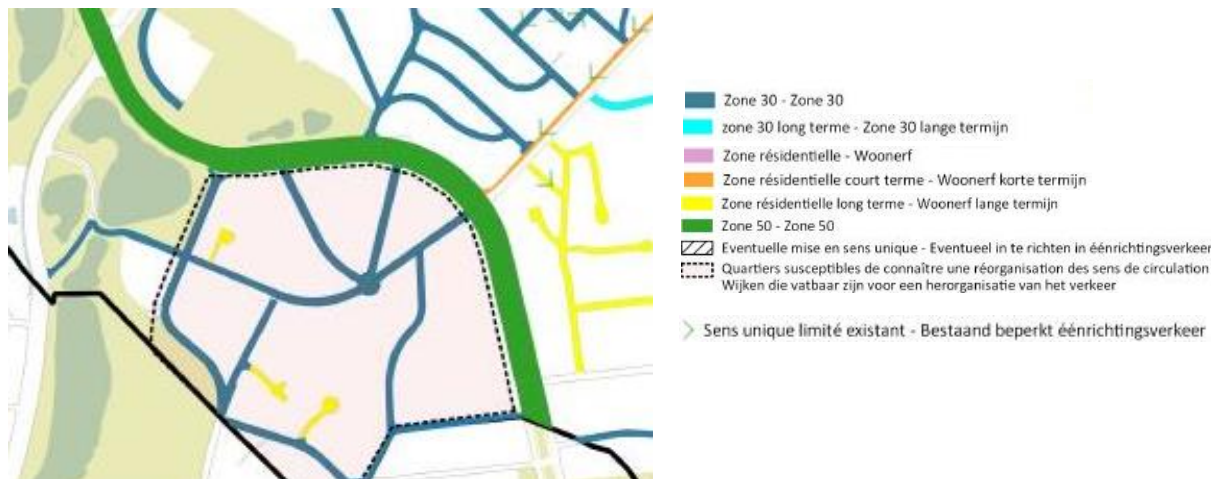 Zone 30 - Zone 30
zone 30 long terme - Zone 30 lange termijn
Zone résidentielle - Woonerf
Zone résidentielle court terme - Woonerf korte termijn
Zone résidentielle long terme - Woonerf lange termijn
Zone 50 - Zone 50
Eventuelle mise en sens unique - Eventueel in te richten in éénrichtingsverkeer
Quartiers susceptibles de connaître une réorganisation des sens de circulation
Wijken die vatbaar zijn voor een herorganisatie van het verkeer
Sens unique limité existant - Bestaand beperkt éénrichtingsverkeer